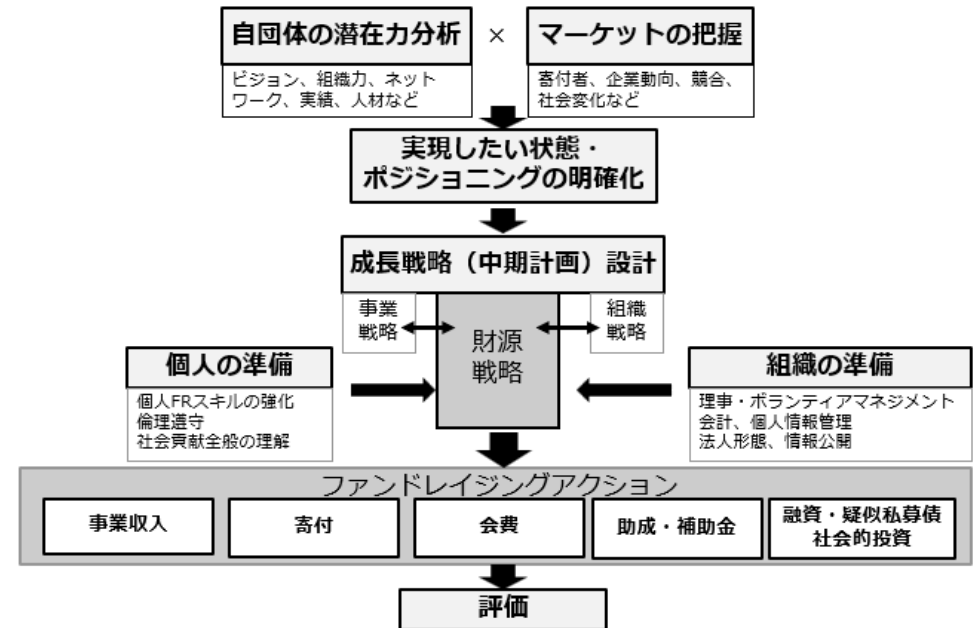 自団体の潜在力分析
×
マーケットの把握
ビジョン、組織力、ネット
ワーク、実績、人材など
寄付者、企業動向、競合、
社会変化など
実現したい状態・
ポジショニングの明確化
成長戦略（中期計画）設計
事業
戦略
財源
戦略
組織
戦略
個人の準備
個人FRスキルの強化
倫理遵守
社会貢献全般の理解
組織の準備
理事・ボランティアマネジメント
会計、個人情報管理
法人形態、情報公開
ファンドレイジングアクション
事業収入
寄付
会費
助成・補助金
融資・疑似私募債
社会的投資
評価